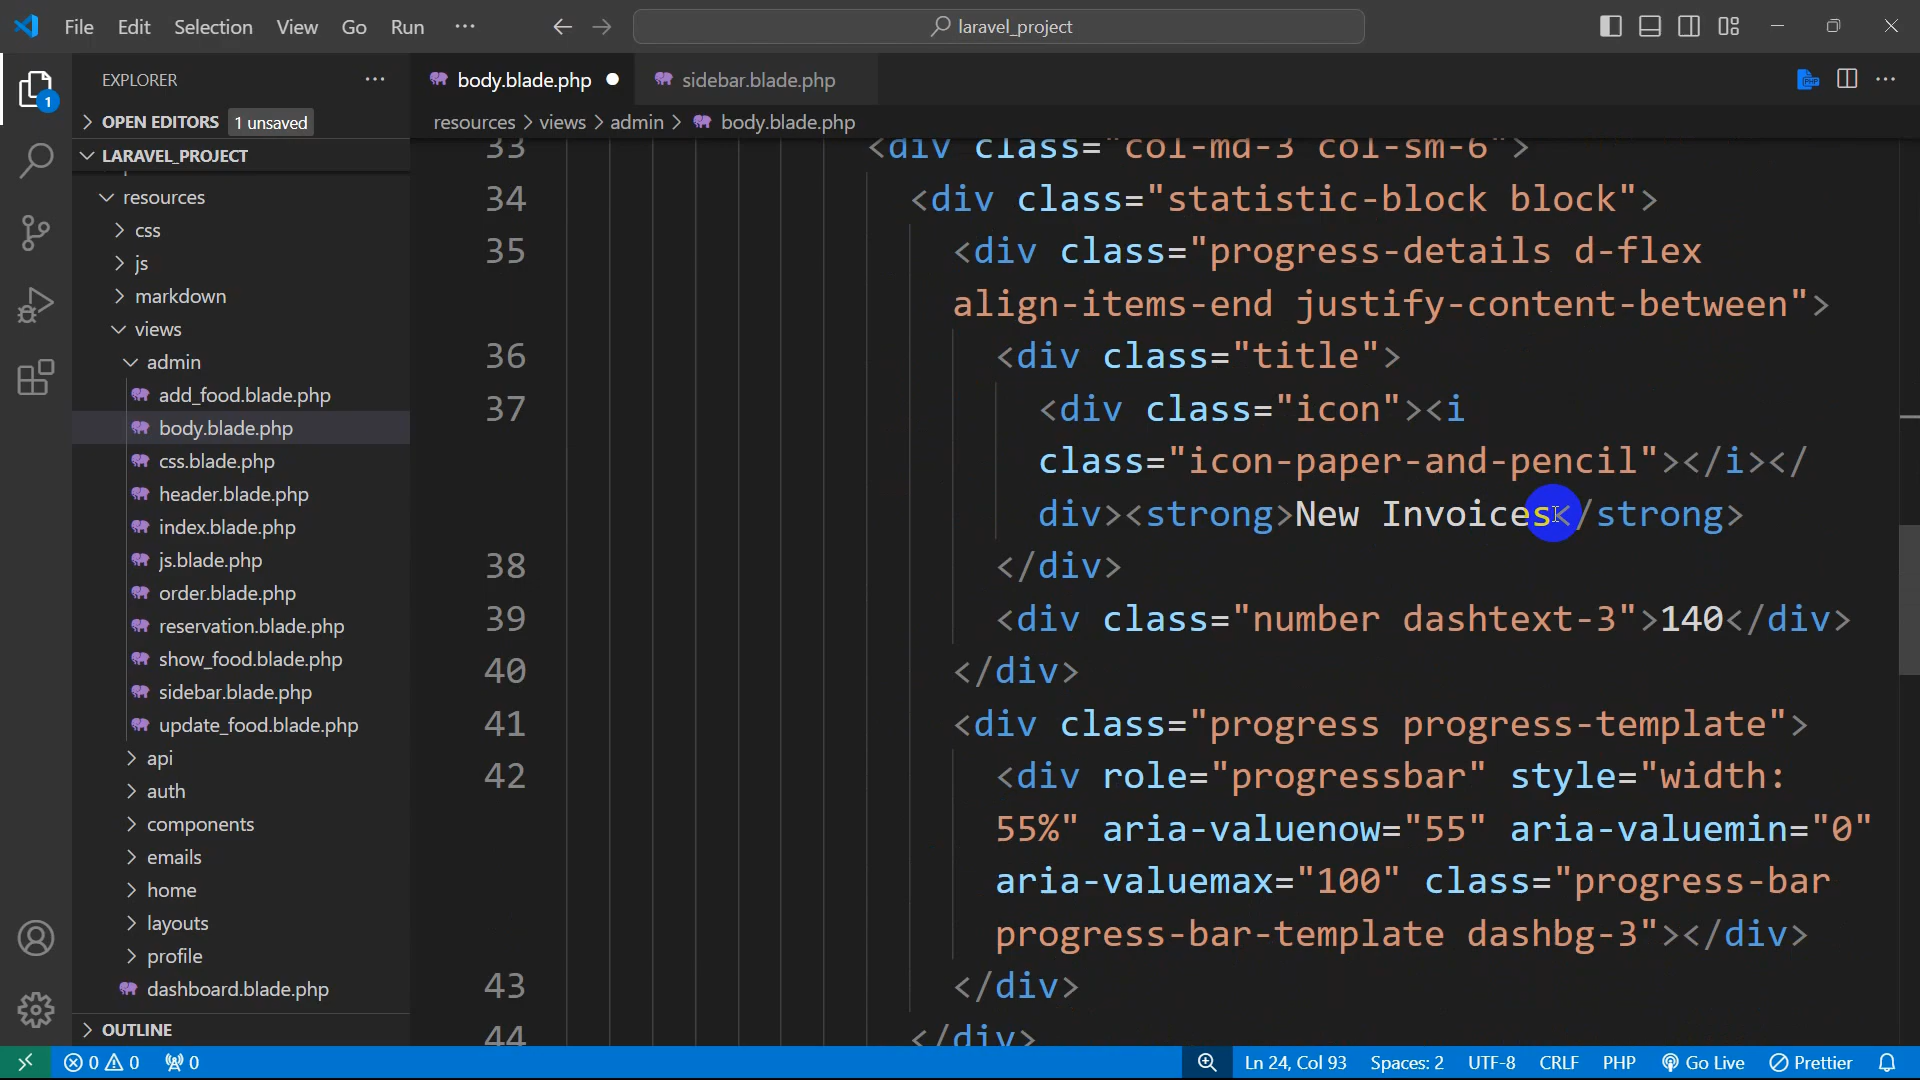 File Edit Selection View Go Run ··· laravel_project
EXPLORER ···
OPEN EDITORS 1 unsaved
LARAVEL_PROJECT
resources
css
js
markdown
views
admin
add_food.blade.php
body.blade.php
css.blade.php
header.blade.php
index.blade.php
js.blade.php
order.blade.php
reservation.blade.php
show_food.blade.php
sidebar.blade.php
update_food.blade.php
api
auth
components
emails
home
layouts
profile
dashboard.blade.php
OUTLINE
1
body.blade.php sidebar.blade.php
resources > views > admin > body.blade.php
33 <div class="col-md-3 col-sm-6">
34 <div class="statistic-block block">
35 <div class="progress-details d-flex
align-items-end justify-content-between">
36 <div class="title">
37 <div class="icon"><i
class="icon-paper-and-pencil"></i></
div><strong>New Invoices</strong>
38 </div>
39 <div class="number dashtext-3">140</div>
40 </div>
41 <div class="progress progress-template">
42 <div role="progressbar" style="width:
55%" aria-valuenow="55" aria-valuemin="0"
aria-valuemax="100" class="progress-bar
progress-bar-template dashbg-3"></div>
43 </div>
44 </div>
0 0 0 Ln 24, Col 93 Spaces: 2 UTF-8 CRLF PHP Go Live Prettier